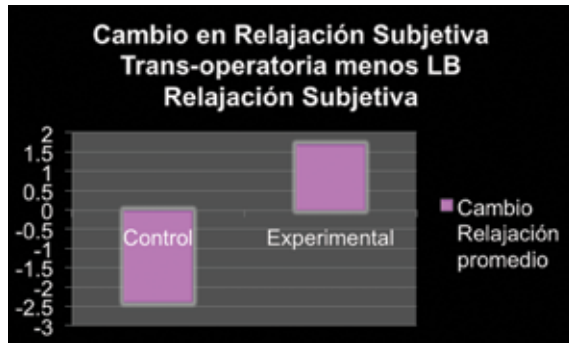 Cambio en Relajación Subjetiva
Trans-operatoria menos LB
Relajación Subjetiva
2
1.5
1
0.5
0
-0.5
-1
-1.5
-2
-2.5
-3
Control
Experimental
Cambio
Relajación
promedio